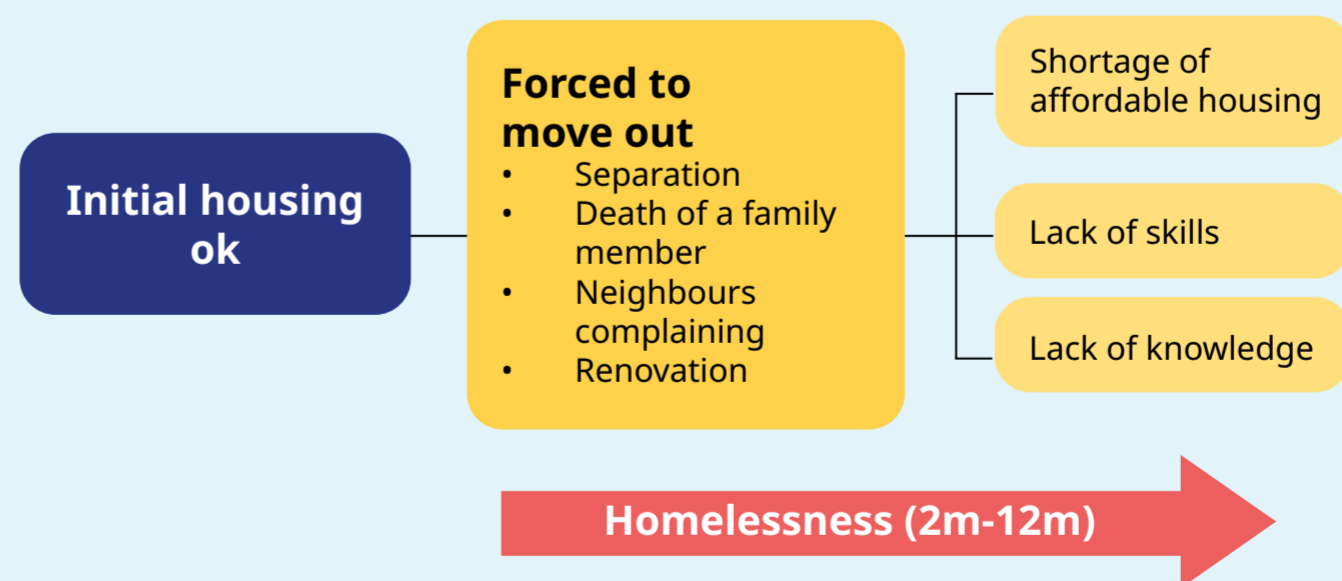 Initial housing
ok
Forced to
move out
• Separation
• Death of a family
member
• Neighbours
complaining
• Renovation
Shortage of
affordable housing
Lack of skills
Lack of knowledge
Homelessness (2m-12m)